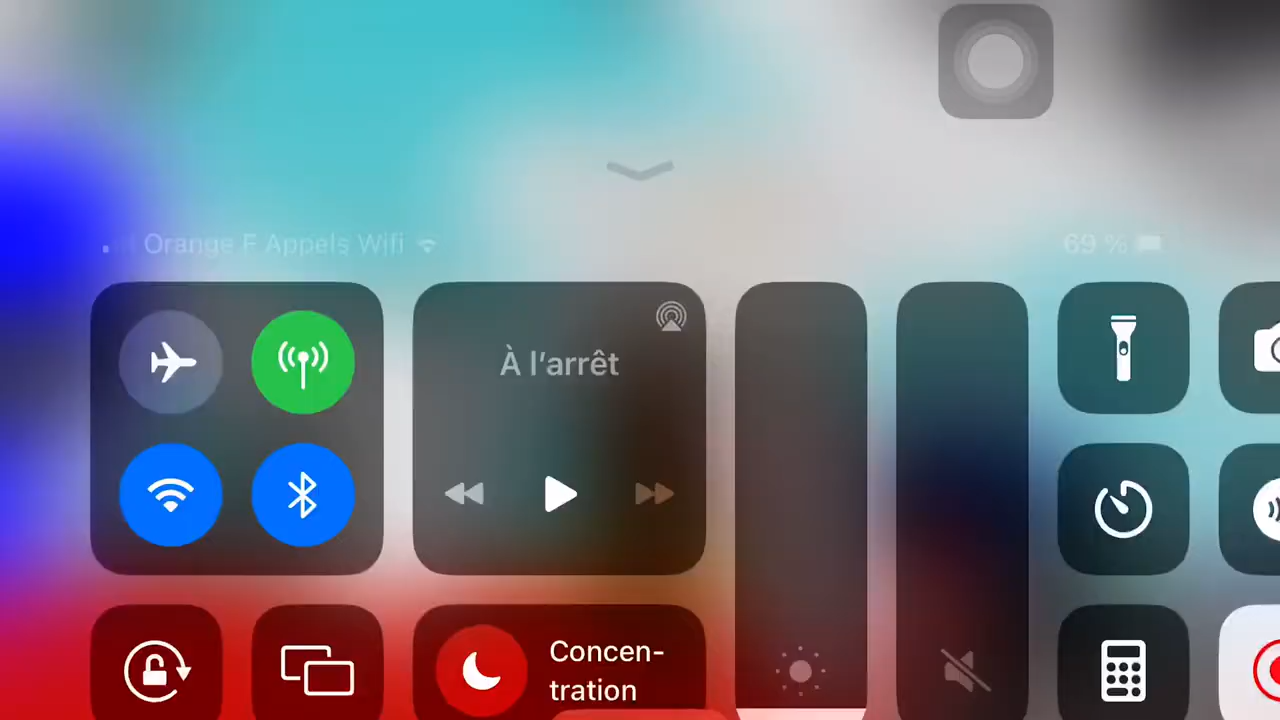 Orange F Appels Wifi
69 %
À l’arrêt
Concen-
tration